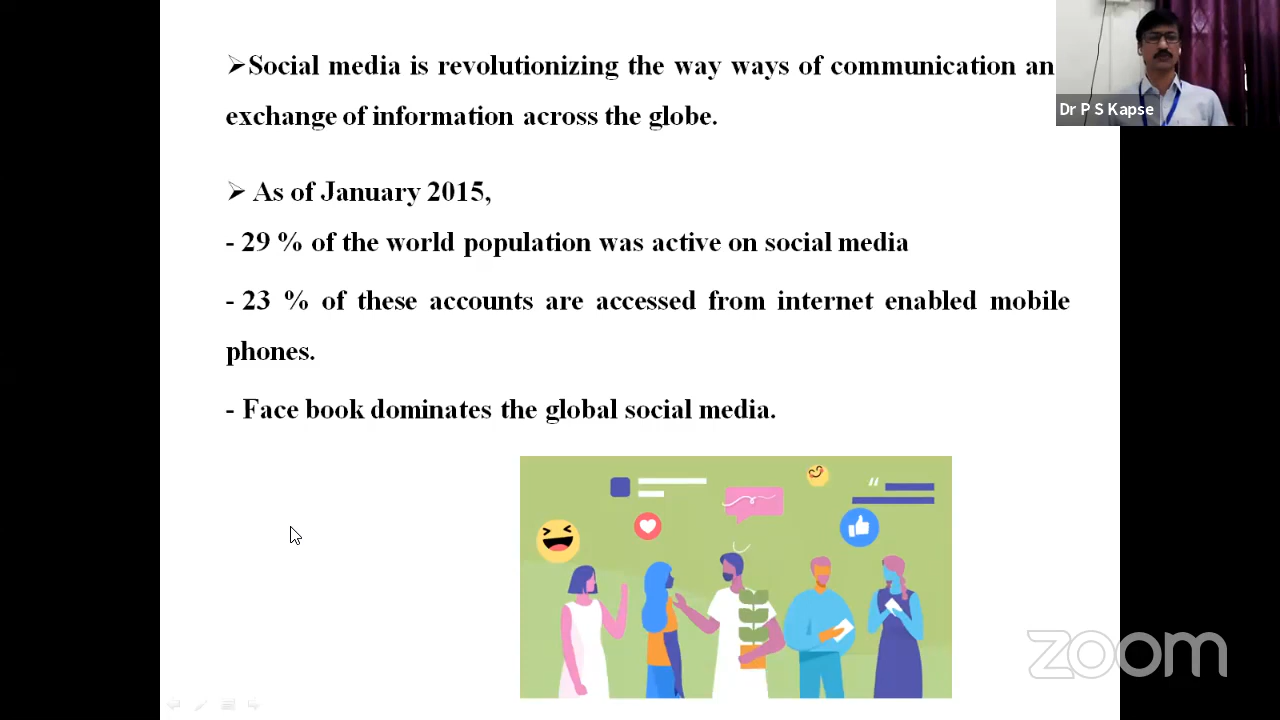 ➢Social media is revolutionizing the way ways of communication an
exchange of information across the globe.
➢ As of January 2015,
- 29 % of the world population was active on social media
- 23 % of these accounts are accessed from internet enabled mobile
phones.
- Face book dominates the global social media.
Dr P S Kapse
zoom